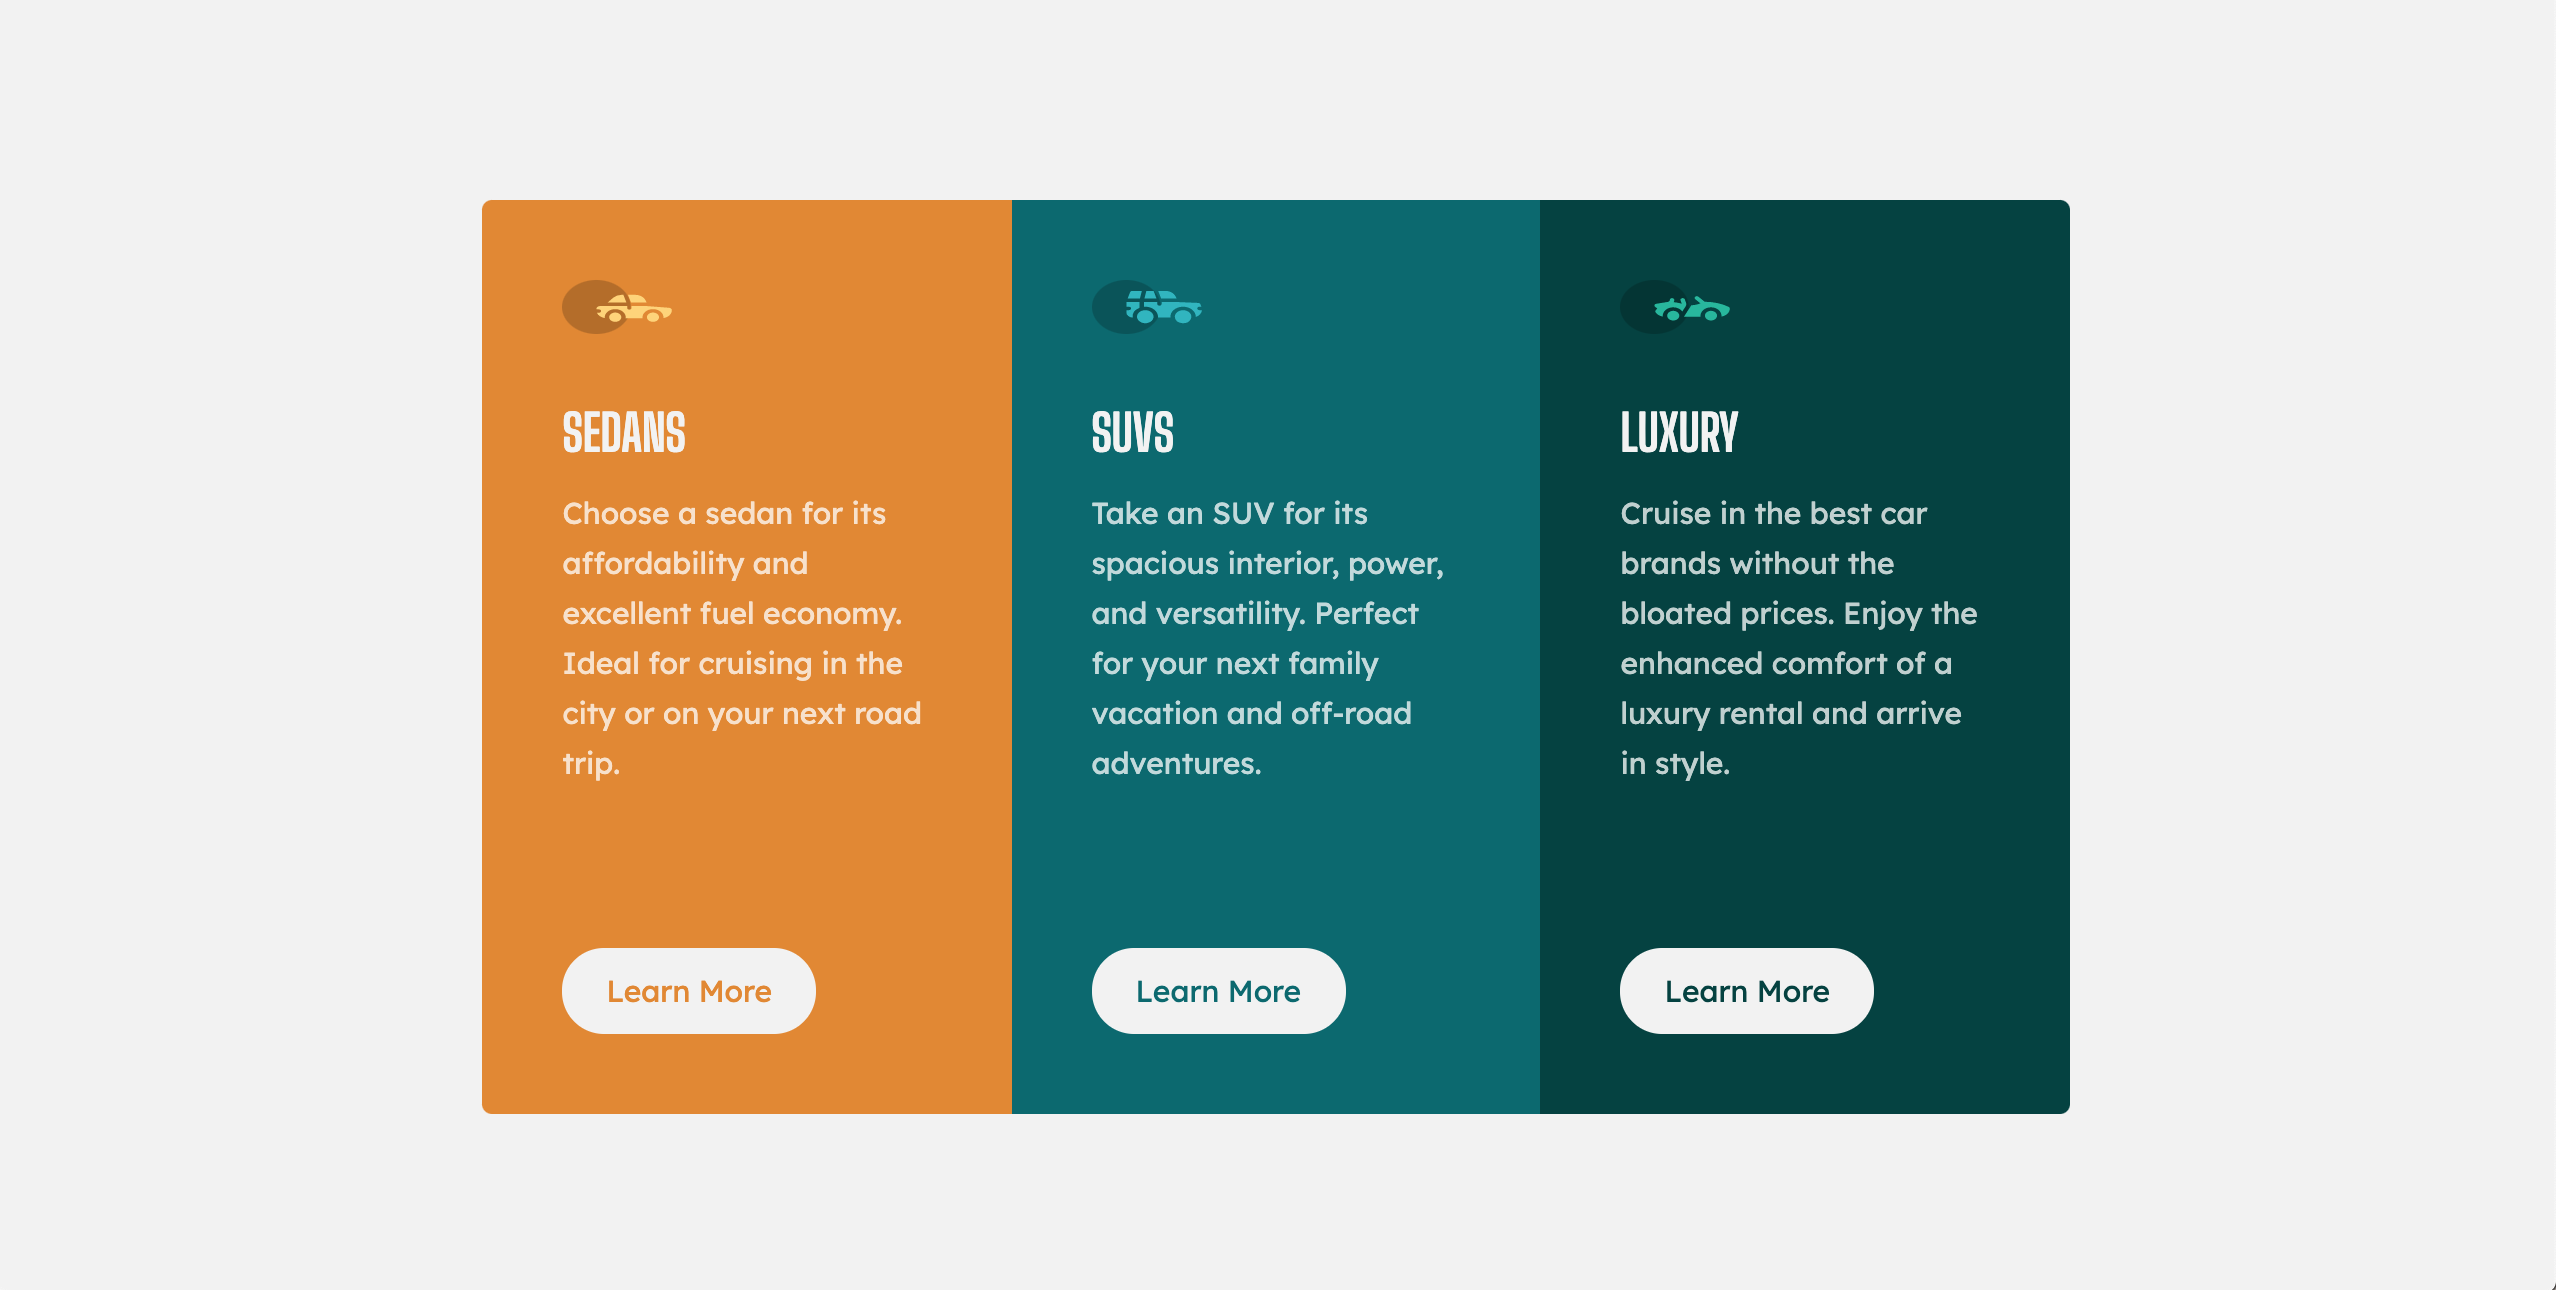 SEDANS
Choose a sedan for its
affordability and
excellent fuel economy.
Ideal for cruising in the
city or on your next road
trip.
Learn More
SUVS
Take an SUV for its
spacious interior, power,
and versatility. Perfect
for your next family
vacation and off-road
adventures.
Learn More
LUXURY
Cruise in the best car
brands without the
bloated prices. Enjoy the
enhanced comfort of a
luxury rental and arrive
in style.
Learn More